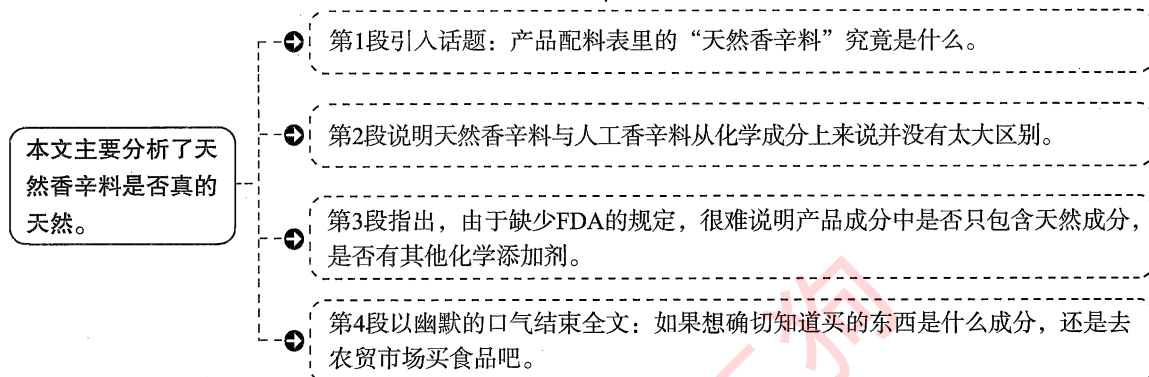 第1段引入话题：产品配料表里的“天然香辛料”究竟是什么。
第2段说明天然香辛料与人工香辛料从化学成分上来说并没有太大区别。
本文主要分析了天
然香辛料是否真的
天然。
第3段指出，由于缺少FDA的规定，很难说明产品成分中是否只包含天然成分，
是否有其他化学添加剂。
第4段以幽默的口气结束全文：如果想确切知道买的东西是什么成分，还是去
农贸市场买食品吧。
狗